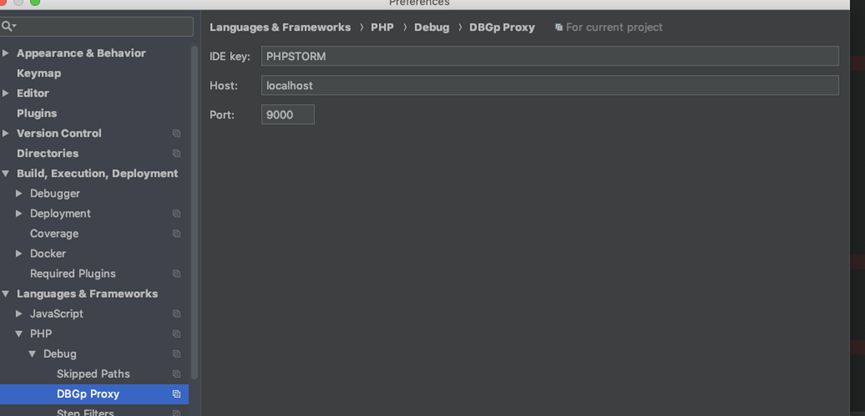 Preferences
Languages & Frameworks › PHP › Debug › DBGp Proxy For current project
IDE key: PHPSTORM
Host: localhost
Port: 9000
Appearance & Behavior
Keymap
Editor
Plugins
Version Control
Directories
Build, Execution, Deployment
Debugger
Deployment
Coverage
Docker
Required Plugins
Languages & Frameworks
JavaScript
PHP
Debug
Skipped Paths
DBGp Proxy
Step Filters